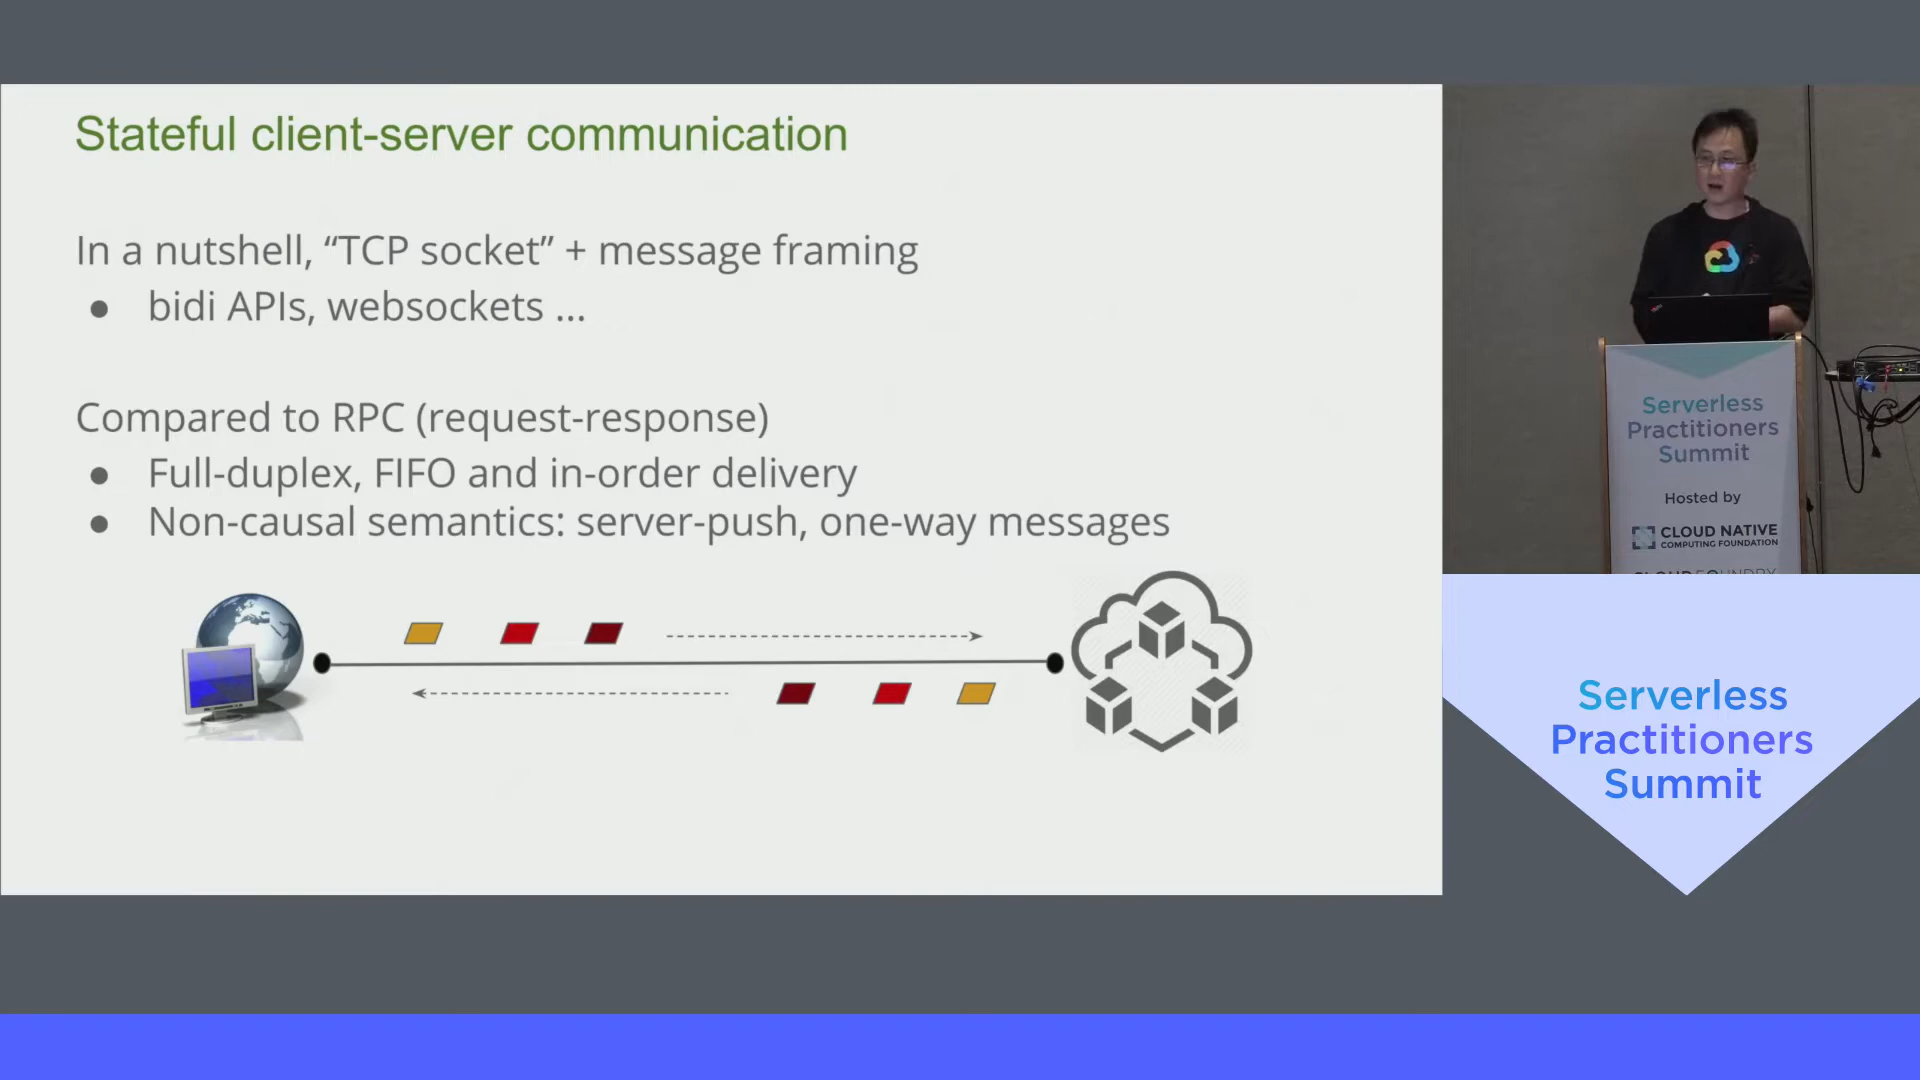 Stateful client-server communication
In a nutshell, “TCP socket” + message framing
● bidi APIs, websockets ...
Compared to RPC (request-response)
● Full-duplex, FIFO and in-order delivery
● Non-causal semantics: server-push, one-way messages
Serverless
Practitioners
Summit
Hosted by
CLOUD NATIVE
COMPUTING FOUNDATION
Serverless
Practitioners
Summit